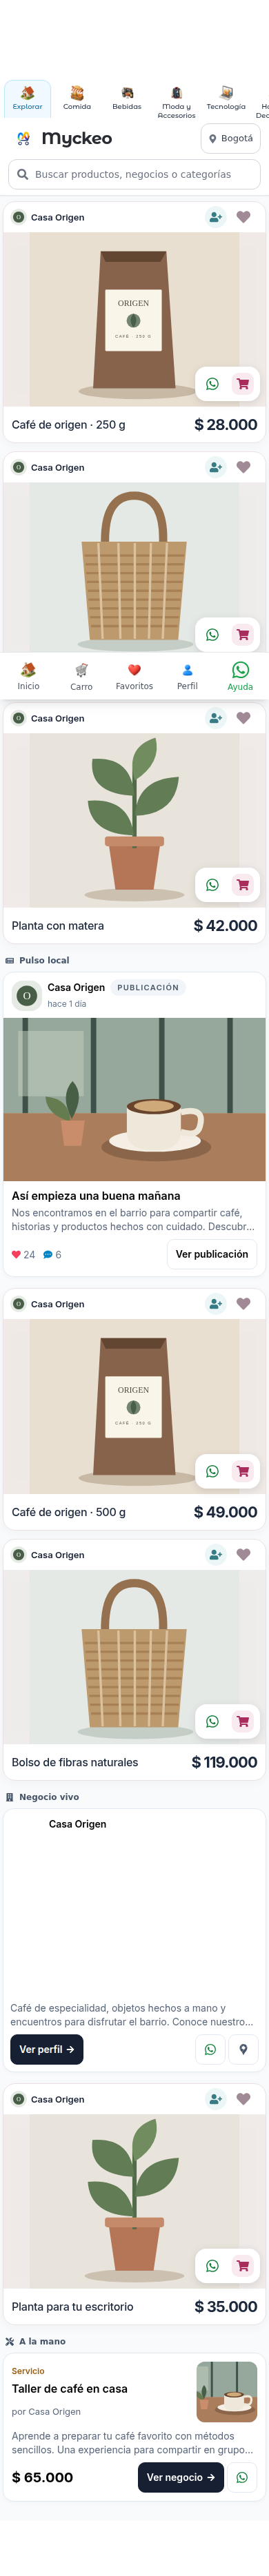 Explorar
Comida
Bebidas
Moda y
Accesorios
Tecnología
Myckeo
Bogotá
Buscar productos, negocios o categorías
Casa Origen
ORIGEN
CAFÉ · 250 G
Café de origen · 250 g
$ 28.000
Casa Origen
Inicio
Carro
Favoritos
Perfil
Ayuda
Casa Origen
Planta con matera
$ 42.000
Pulso local
Casa Origen
PUBLICACIÓN
hace 1 día
Así empieza una buena mañana
Nos encontramos en el barrio para compartir café,
historias y productos hechos con cuidado. Descubr...
24
6
Ver publicación
Casa Origen
ORIGEN
CAFÉ · 250 G
Café de origen · 500 g
$ 49.000
Casa Origen
Bolso de fibras naturales
$ 119.000
Negocio vivo
Casa Origen
Café de especialidad, objetos hechos a mano y
encuentros para disfrutar el barrio. Conoce nuestro...
Ver perfil →
Casa Origen
Planta para tu escritorio
$ 35.000
A la mano
Servicio
Taller de café en casa
por Casa Origen
Aprende a preparar tu café favorito con métodos
sencillos. Una experiencia para compartir en grupo...
$ 65.000
Ver negocio →